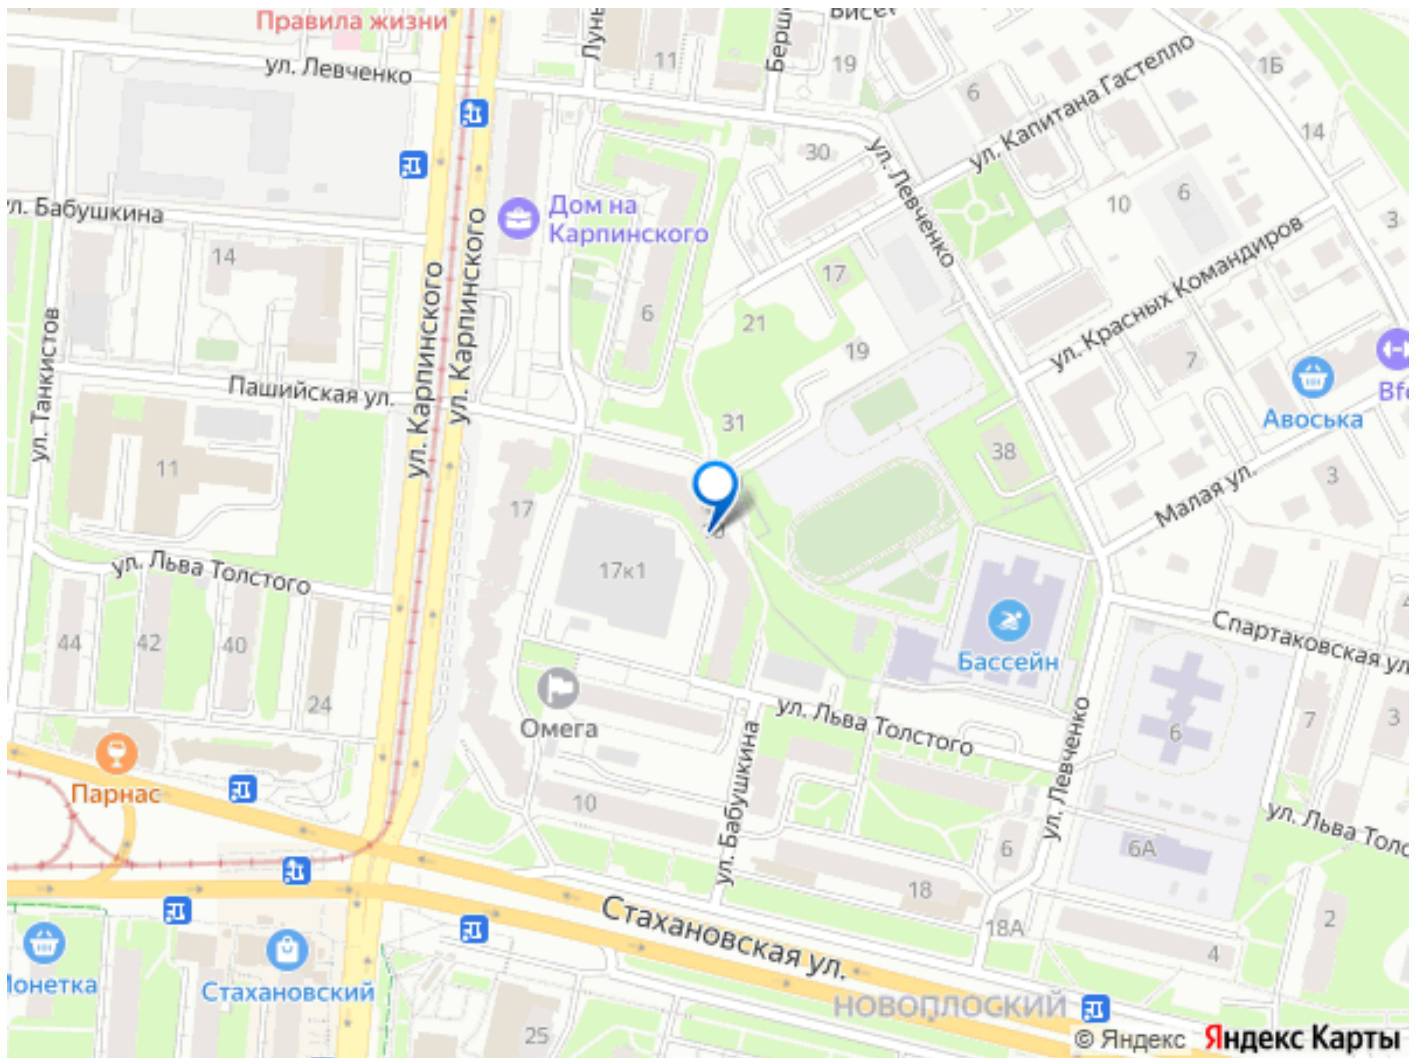 Правила жизни
ул. Левченко
11
19
6
1Б
ул. Капитана Гастелло
14
30
ул. Левченко
6
10
3
ул. Бабушкина
Дом на
Карпинского
14
ул. Карпинского
ул. Карпинского
17
ул. Красных Командиров
6
21
19
7
ул. Танкистов
Пашийская ул.
Авоська
31
38
11
17
3
Малая ул.
17к1
ул. Льва Толстого
44
42
40
Бассейн
Спартаковская ул.
24
Омега
ул. Льва Толстого
6
7
3
Парнас
10
ул. Бабушкина
ул. Левченко
6
6А
18
18А
Стахановская ул.
2
4
Стахановский
25
НОВОПЛОСКИЙ
© Яндекс Яндекс Карты